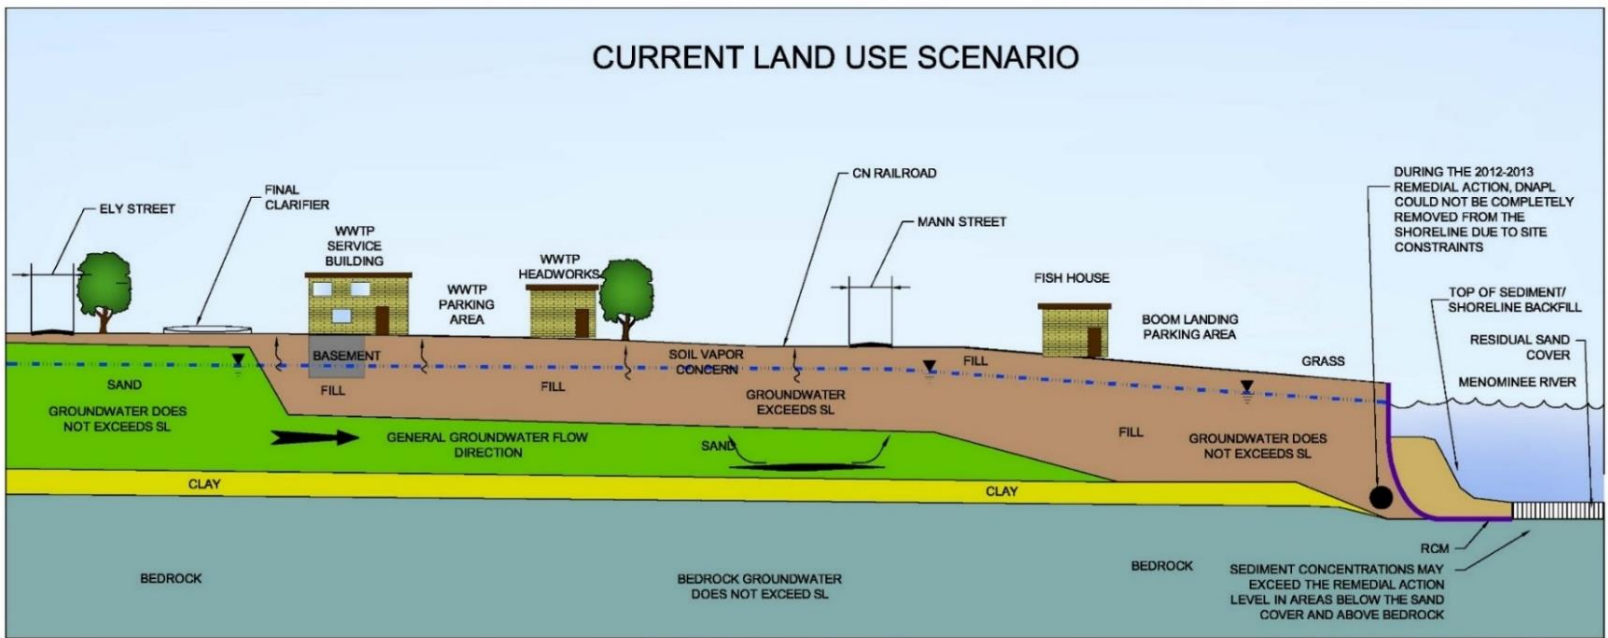 CURRENT LAND USE SCENARIO
ELY STREET
FINAL
CLARIFIER
WWTP
SERVICE
BUILDING
WWTP
PARKING
AREA
WWTP
HEADWORKS
CN RAILROAD
MANN STREET
FISH HOUSE
BOOM LANDING
PARKING AREA
GRASS
DURING THE 2012-2013
REMEDIAL ACTION, DNAPL
COULD NOT BE COMPLETELY
REMOVED FROM THE
SHORELINE DUE TO SITE
CONSTRAINTS
TOP OF SEDIMENT/
SHORELINE BACKFILL
RESIDUAL SAND
COVER
MENOMINEE RIVER
BASEMENT
SOIL VAPOR
CONCERN
FILL
SAND
FILL
FILL
GROUNDWATER
EXCEEDS SL
GROUNDWATER DOES
NOT EXCEEDS SL
GENERAL GROUNDWATER FLOW
DIRECTION
SAND
FILL
GROUNDWATER DOES
NOT EXCEEDS SL
CLAY
CLAY
RCM
BEDROCK
BEDROCK GROUNDWATER
DOES NOT EXCEED SL
BEDROCK
SEDIMENT CONCENTRATIONS MAY
EXCEED THE REMEDIAL ACTION
LEVEL IN AREAS BELOW THE SAND
COVER AND ABOVE BEDROCK